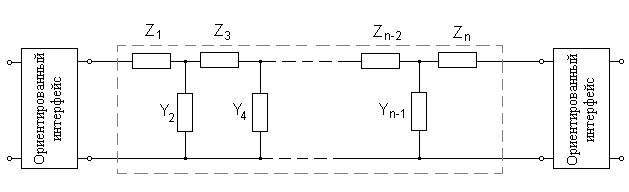 Z1 Z3 Zn-2 Zn
Ориентированный
интерфейс
Y2 Y4 Yn-1
Ориентированный
интерфейс